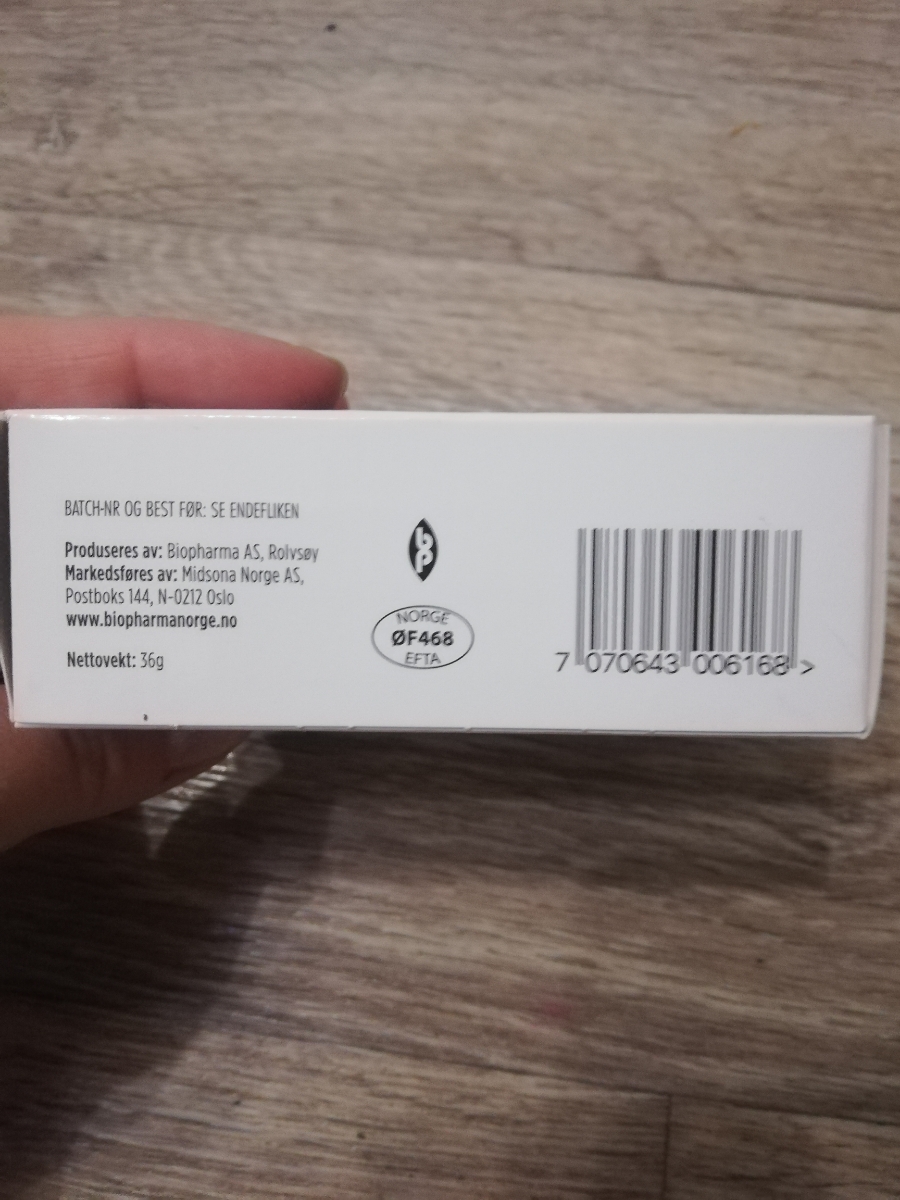 BATCH-NR OG BEST FØR: SE ENDEFLIKEN
Produseres av: Biopharma AS, Rolvsøy
Markedsføres av: Midsona Norge AS,
Postboks 144, N-0212 Oslo
www.biopharmanorge.no
Nettovekt: 36g
bp
NORGE
ØF468
EFTA
7 070643 006168 >